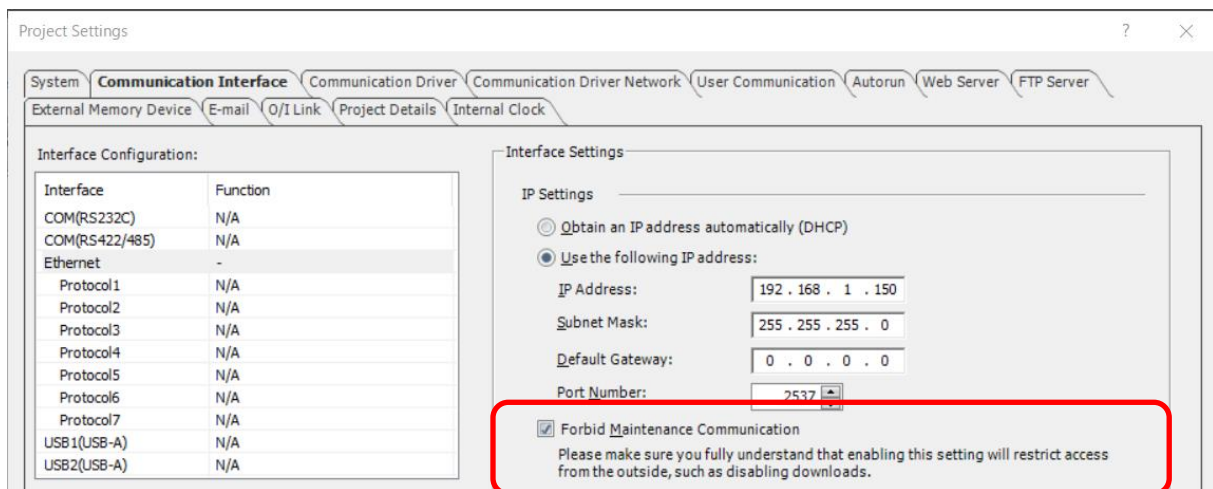 Project Settings ? ×
System Communication Interface Communication Driver Communication Driver Network User Communication Autorun Web Server FTP Server
External Memory Device E-mail O/I Link Project Details Internal Clock
Interface Configuration:
Interface Function
COM(RS232C) N/A
COM(RS422/485) N/A
Ethernet -
Protocol1 N/A
Protocol2 N/A
Protocol3 N/A
Protocol4 N/A
Protocol5 N/A
Protocol6 N/A
Protocol7 N/A
USB1(USB-A) N/A
USB2(USB-A) N/A
Interface Settings
IP Settings
Obtain an IP address automatically (DHCP)
Use the following IP address:
IP Address: 192 . 168 . 1 . 150
Subnet Mask: 255 . 255 . 255 . 0
Default Gateway: 0 . 0 . 0 . 0
Port Number: 2537
Forbid Maintenance Communication
Please make sure you fully understand that enabling this setting will restrict access
from the outside, such as disabling downloads.